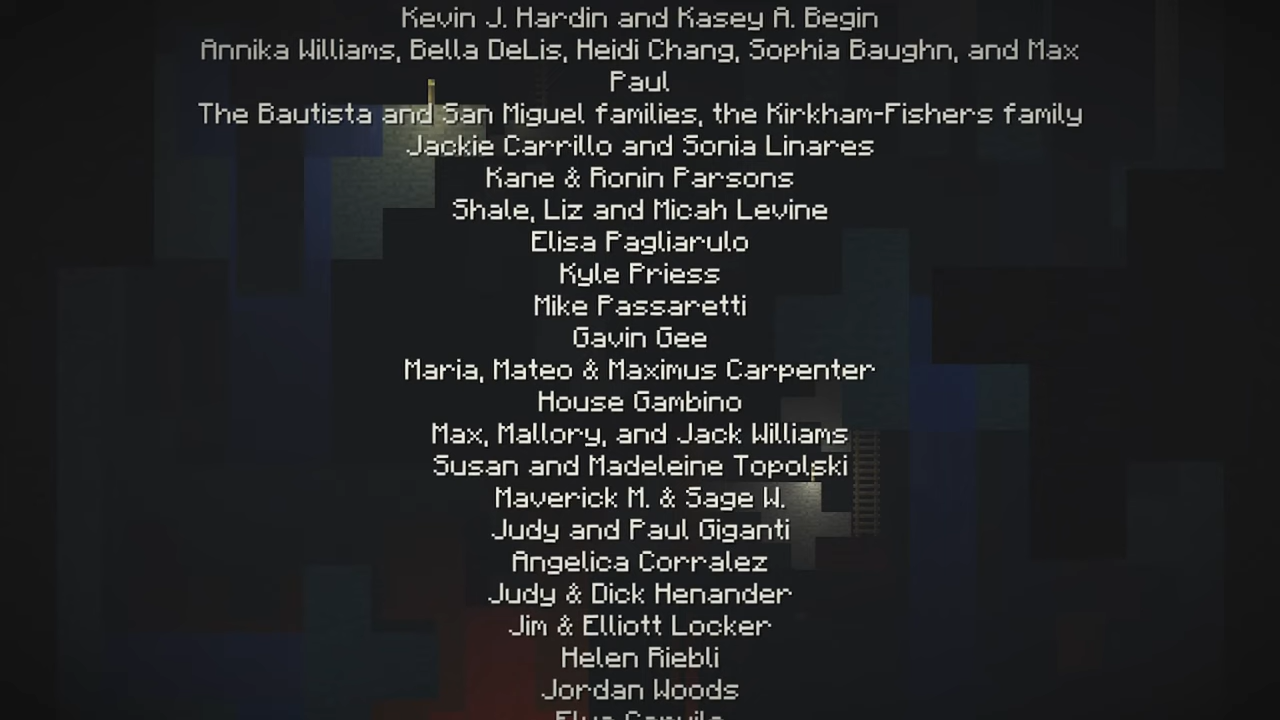 Kevin J. Hardin and Kasey A. Begin
Annika Williams, Bella DeLis, Heidi Chang, Sophia Baughn, and Max
Paul
The Bautista and San Miguel families, the Kirkham-Fishers family
Jackie Carrillo and Sonia Linares
Kane & Ronin Parsons
Shale, Liz and Micah Levine
Elisa Pagliarulo
Kyle Priess
Mike Passaretti
Gavin Gee
Maria, Mateo & Maximus Carpenter
House Gambino
Max, Mallory, and Jack Williams
Susan and Madeleine Topolski
Maverick M. & Sage W.
Judy and Paul Giganti
Angelica Corralez
Judy & Dick Henander
Jim & Elliott Locker
Helen Riebli
Jordan Woods